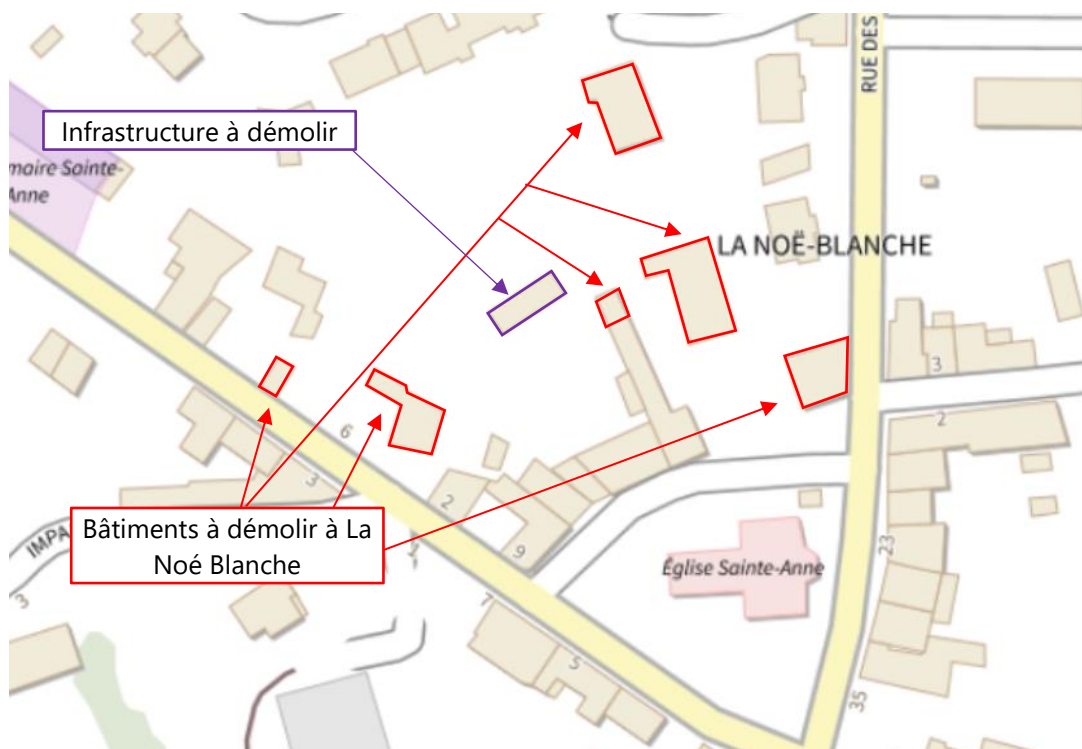 RUE DES
Infrastructure à démolir
moire Sainte-
Anne
LA NOË-BLANCHE
3
2
6
3
2
Bâtiments à démolir à La
Noé Blanche
IMPA
1
9
23
Église Sainte-Anne
3
7
5
35